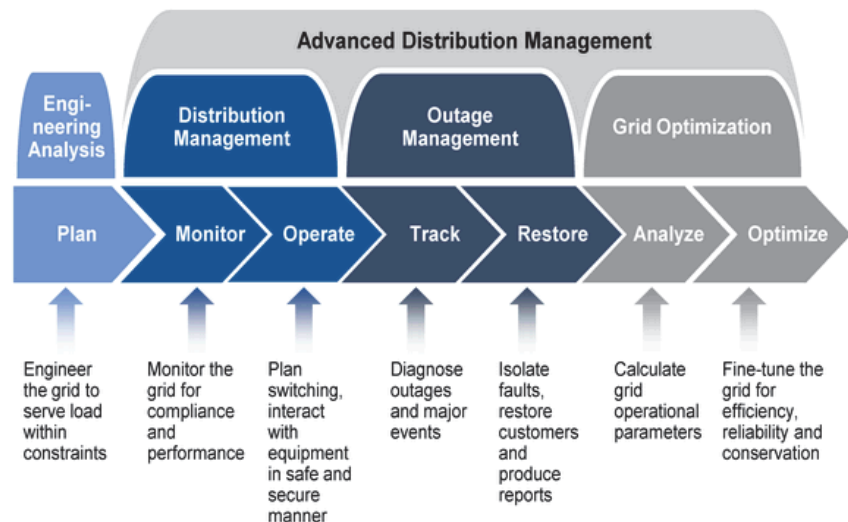 Advanced Distribution Management
Engi-
neering
Analysis
Distribution
Management
Outage
Management
Grid Optimization
Plan
Monitor
Operate
Track
Restore
Analyze
Optimize
Engineer
the grid to
serve load
within
constraints
Monitor the
grid for
compliance
and
performance
Plan
switching,
interact
with
equipment
in safe and
secure
manner
Diagnose
outages
and major
events
Isolate
faults,
restore
customers
and
produce
reports
Calculate
grid
operational
parameters
Fine-tune the
grid for
efficiency,
reliability and
conservation